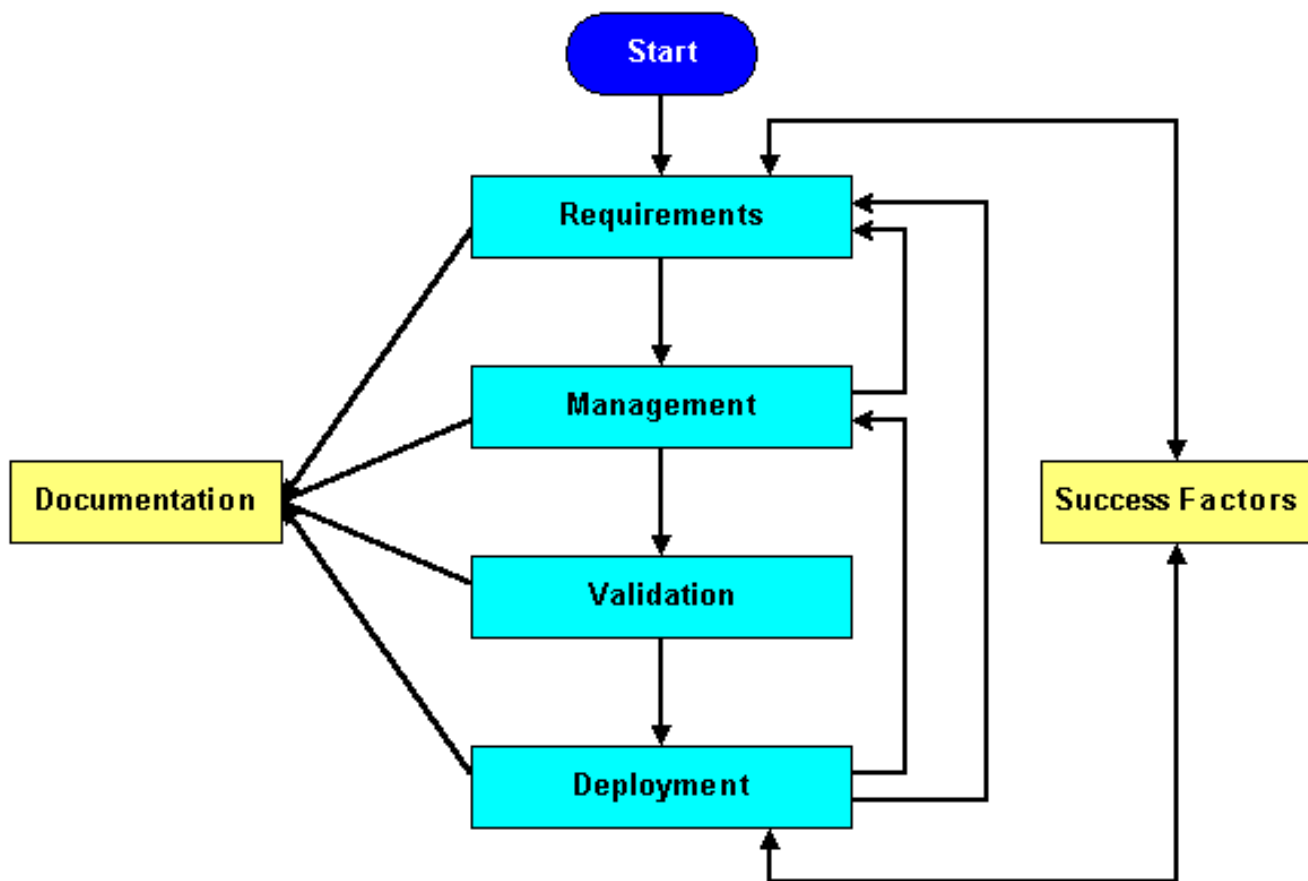 Start
Requirements
Management
Documentation
Success Factors
Validation
Deployment